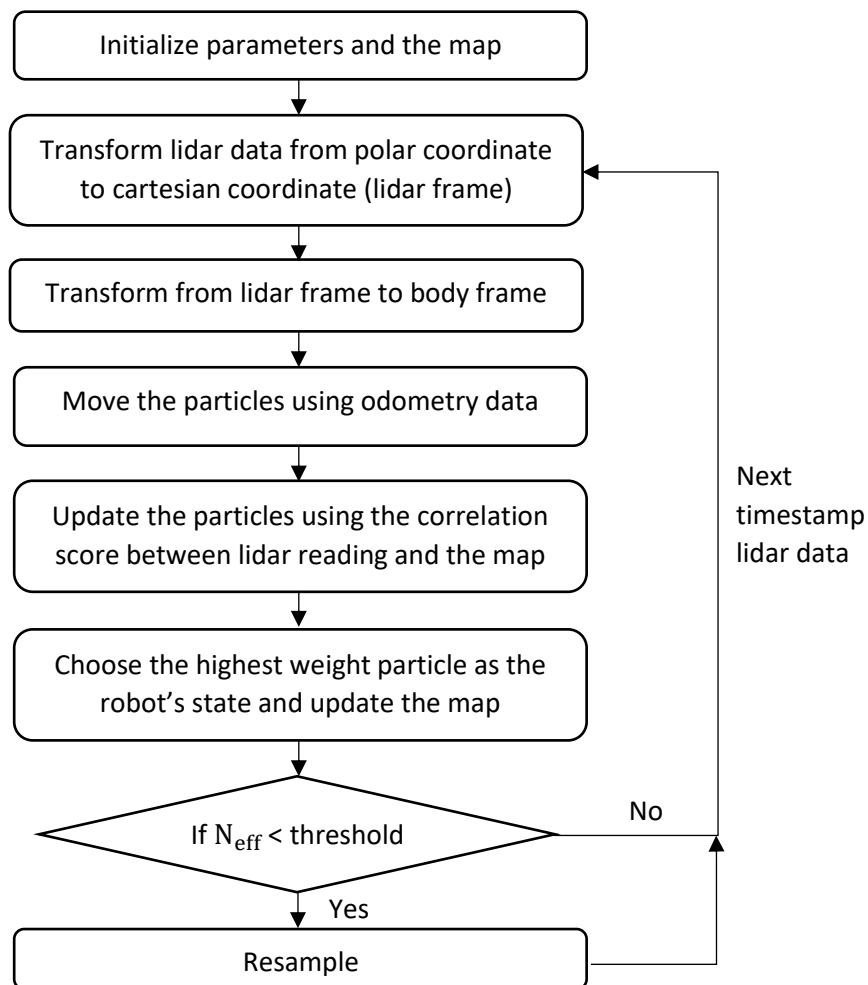 Initialize parameters and the map
Transform lidar data from polar coordinate
to cartesian coordinate (lidar frame)
Transform from lidar frame to body frame
Move the particles using odometry data
Next
timestamp
lidar data
Update the particles using the correlation
score between lidar reading and the map
Choose the highest weight particle as the
robot’s state and update the map
No
If N_eff < threshold
Yes
Resample